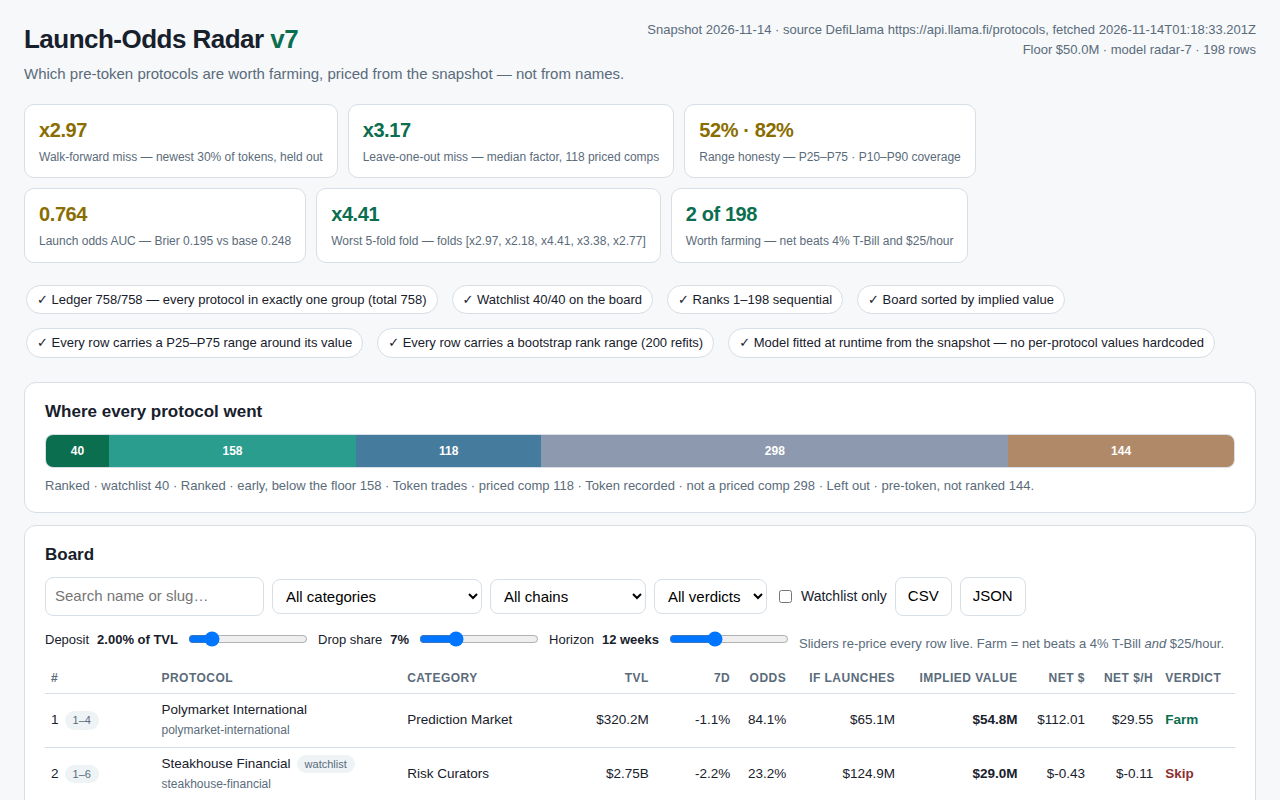 Launch-Odds Radar v7
Snapshot 2026-11-14 · source DefiLlama https://api.llama.fi/protocols, fetched 2026-11-14T01:18:33.201Z
Floor $50.0M · model radar-7 · 198 rows
Which pre-token protocols are worth farming, priced from the snapshot — not from names.
x2.97
Walk-forward miss — newest 30% of tokens, held out
x3.17
Leave-one-out miss — median factor, 118 priced comps
52% · 82%
Range honesty — P25–P75 · P10–P90 coverage
0.764
Launch odds AUC — Brier 0.195 vs base 0.248
x4.41
Worst 5-fold fold — folds [x2.97, x2.18, x4.41, x3.38, x2.77]
2 of 198
Worth farming — net beats 4% T-Bill and $25/hour
✓ Ledger 758/758 — every protocol in exactly one group (total 758)
✓ Watchlist 40/40 on the board
✓ Ranks 1–198 sequential
✓ Board sorted by implied value
✓ Every row carries a P25–P75 range around its value
✓ Every row carries a bootstrap rank range (200 refits)
✓ Model fitted at runtime from the snapshot — no per-protocol values hardcoded
Where every protocol went
40 158 118 298 144
Ranked · watchlist 40 · Ranked · early, below the floor 158 · Token trades · priced comp 118 · Token recorded · not a priced comp 298 · Left out · pre-token, not ranked 144.
Board
Search name or slug… All categories All chains All verdicts Watchlist only CSV JSON
Deposit 2.00% of TVL Drop share 7% Horizon 12 weeks Sliders re-price every row live. Farm = net beats a 4% T-Bill and $25/hour.
# PROTOCOL CATEGORY TVL 7D ODDS IF LAUNCHES IMPLIED VALUE NET $ NET $/H VERDICT
1 1–4 Polymarket International Prediction Market $320.2M -1.1% 84.1% $65.1M $54.8M $112.01 $29.55 Farm
polymarket-international
2 1–6 Steakhouse Financial watchlist Risk Curators $2.75B -2.2% 23.2% $124.9M $29.0M $-0.43 $-0.11 Skip
steakhouse-financial